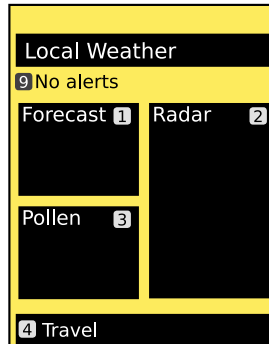 Local Weather
9 No alerts
Forecast 1
Radar 2
Pollen 3
4 Travel